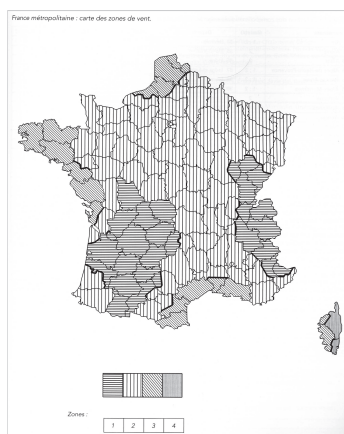 France métropolitaine : carte des zones de vent.
Zones :
1 2 3 4